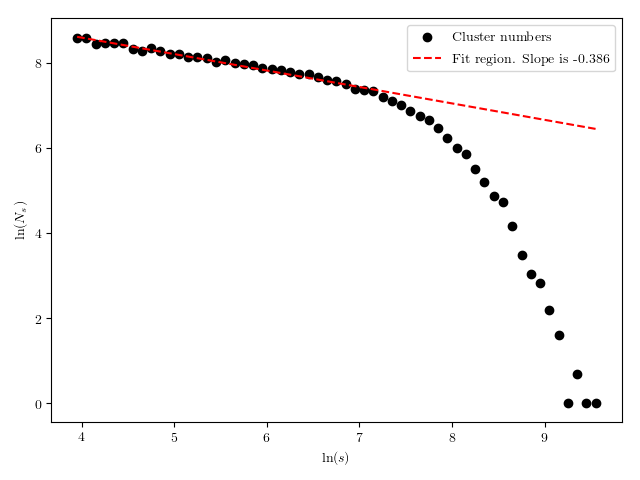 Cluster numbers
Fit region. Slope is -0.386
8
6
4
2
0
ln(N_s)
4 5 6 7 8 9
ln(s)